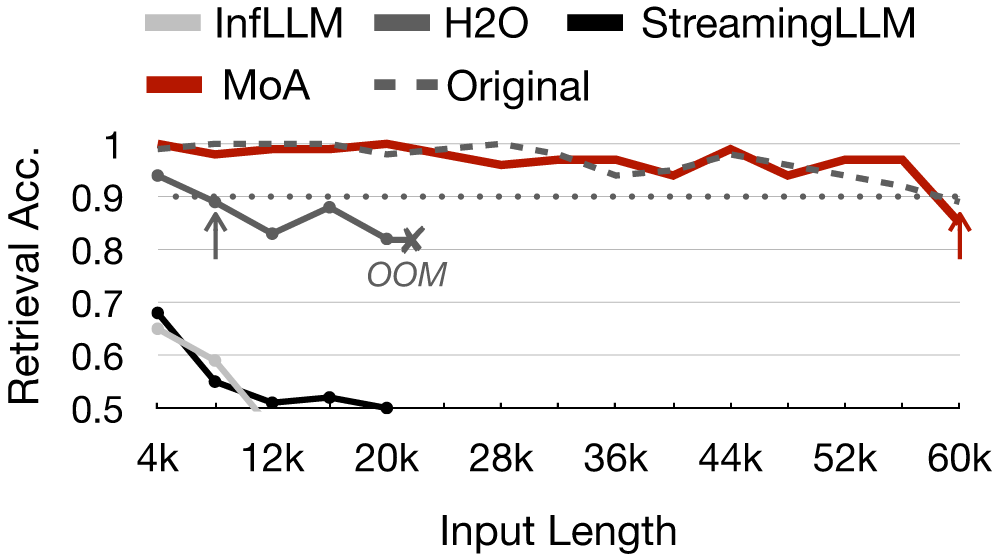 InfLLM H2O StreamingLLM
MoA Original
Retrieval Acc.
1
0.9
0.8
0.7
0.6
0.5
OOM
4k 12k 20k 28k 36k 44k 52k 60k
Input Length